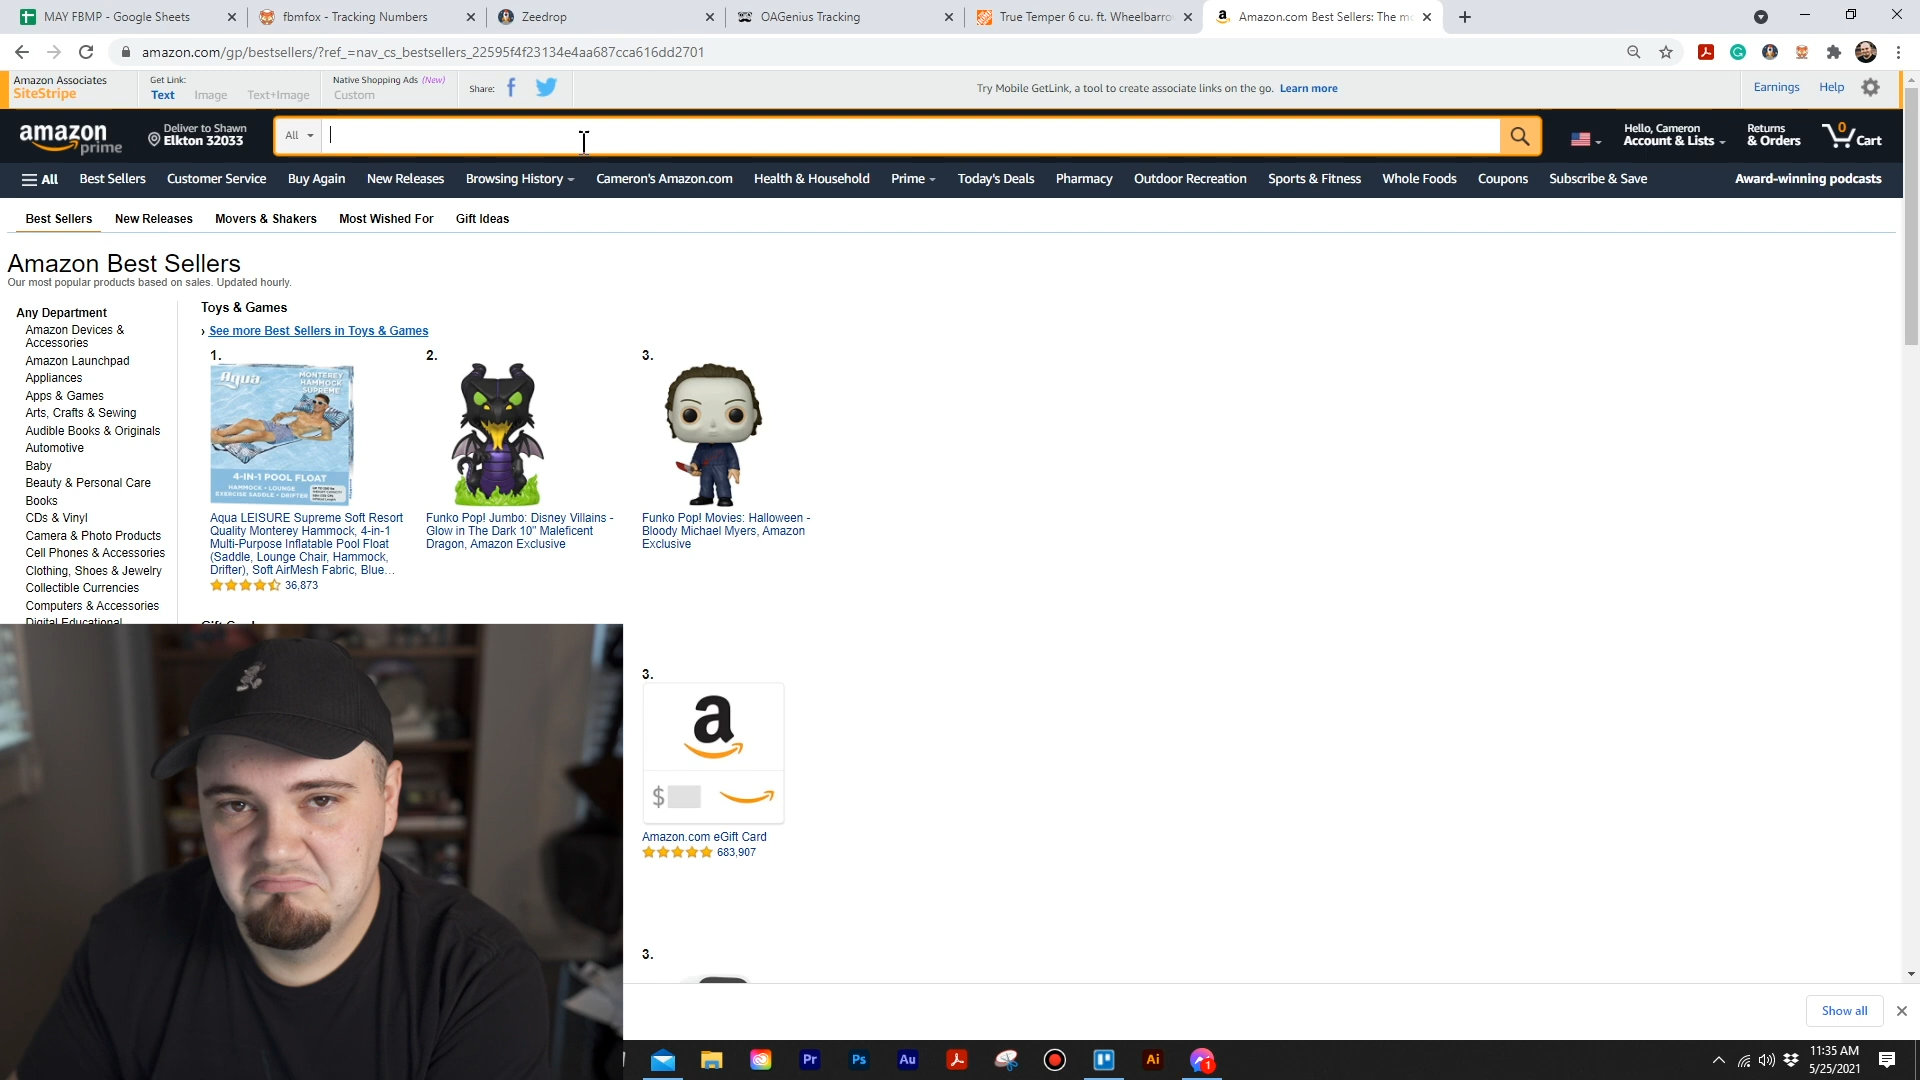 MAY FBMP - Google Sheets
fbmfox - Tracking Numbers
Zeedrop
OAGenius Tracking
True Temper 6 cu. ft. Wheelbarro
Amazon.com Best Sellers: The mo
amazon.com/gp/bestsellers/?ref_=nav_cs_bestsellers_22595f4f23134e4aa687cca616dd2701
Amazon Associates
SiteStripe
Get Link:
Text Image Text+Image
Native Shopping Ads (New)
Custom
Share:
Try Mobile GetLink, a tool to create associate links on the go. Learn more
Earnings Help
amazon
prime
Deliver to Shawn
Elkton 32033
All
Hello, Cameron
Account & Lists
Returns
& Orders
0
Cart
All Best Sellers Customer Service Buy Again New Releases Browsing History Cameron's Amazon.com Health & Household Prime Today's Deals Pharmacy Outdoor Recreation Sports & Fitness Whole Foods Coupons Subscribe & Save Award-winning podcasts
Best Sellers New Releases Movers & Shakers Most Wished For Gift Ideas
Amazon Best Sellers
Our most popular products based on sales. Updated hourly.
Any Department
Amazon Devices &
Accessories
Amazon Launchpad
Appliances
Apps & Games
Arts, Crafts & Sewing
Audible Books & Originals
Automotive
Baby
Beauty & Personal Care
Books
CDs & Vinyl
Camera & Photo Products
Cell Phones & Accessories
Clothing, Shoes & Jewelry
Collectible Currencies
Computers & Accessories
Digital Educational
Toys & Games
› See more Best Sellers in Toys & Games
1.
Aqua
MONTEREY
HAMMOCK
SUPREME
4-IN-1 POOL FLOAT
HAMMOCK • LOUNGE
EXERCISE SADDLE • DRIFTER
Aqua LEISURE Supreme Soft Resort
Quality Monterey Hammock, 4-in-1
Multi-Purpose Inflatable Pool Float
(Saddle, Lounge Chair, Hammock,
Drifter), Soft AirMesh Fabric, Blue…
36,873
2.
Funko Pop! Jumbo: Disney Villains -
Glow in The Dark 10" Maleficent
Dragon, Amazon Exclusive
3.
Funko Pop! Movies: Halloween -
Bloody Michael Myers, Amazon
Exclusive
3.
a
$
Amazon.com eGift Card
683,907
3.
Show all
Pr
Ps
Au
Ai
1
11:35 AM
5/25/2021